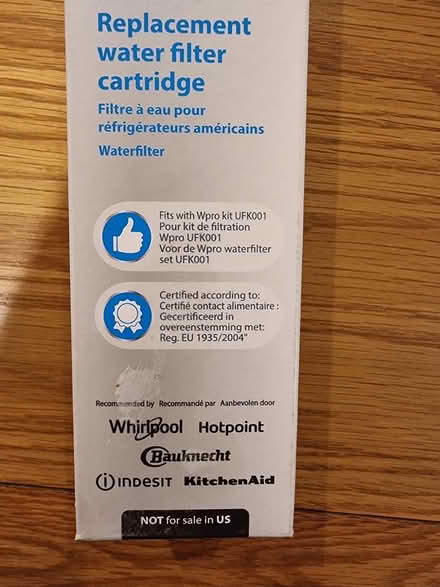 Replacement
water filter
cartridge
Filtre à eau pour
réfrigérateurs américains
Waterfilter
Fits with Wpro kit UFK001
Pour kit de filtration
Wpro UFK001
Voor de Wpro waterfilter
set UFK001
Certified according to:
Certifié contact alimentaire :
Gecertificeerd in
overeenstemming met:
Reg. EU 1935/2004"
Recommended by Recommandé par Aanbevolen door
Whirlpool Hotpoint
Bauknecht
indesit KitchenAid
NOT for sale in US